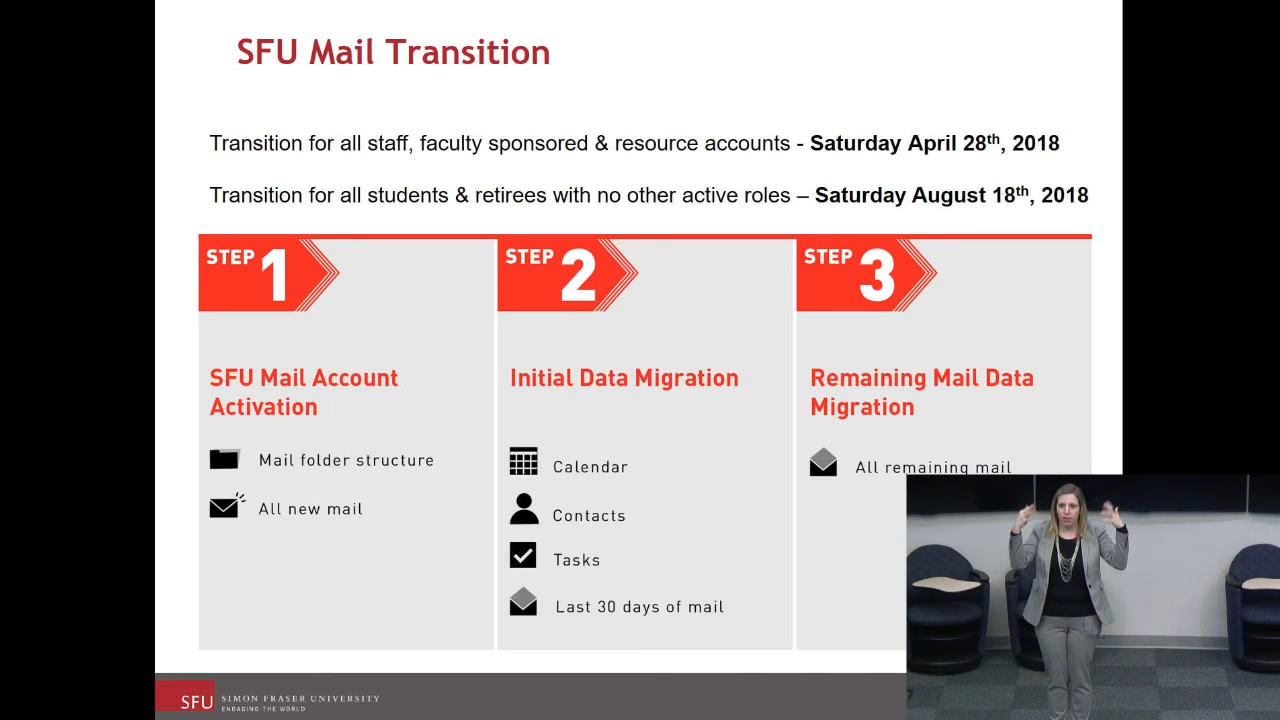 SFU Mail Transition
Transition for all staff, faculty sponsored & resource accounts - Saturday April 28th, 2018
Transition for all students & retirees with no other active roles – Saturday August 18th, 2018
STEP 1
SFU Mail Account
Activation
Mail folder structure
All new mail
STEP 2
Initial Data Migration
Calendar
Contacts
Tasks
Last 30 days of mail
STEP 3
Remaining Mail Data
Migration
All remaining mail
SFU SIMON FRASER UNIVERSITY
ENGAGING THE WORLD